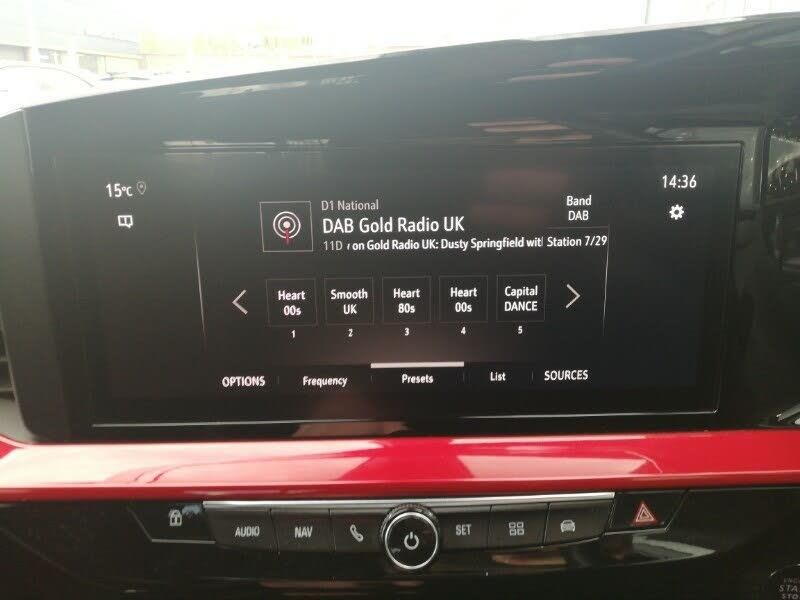 15°C
14:36
D1 National
Band
DAB Gold Radio UK
DAB
11D r on Gold Radio UK: Dusty Springfield wit Station 7/29
Heart
00s
Smooth
UK
Heart
80s
Heart
00s
Capital
DANCE
1 2 3 4 5
OPTIONS Frequency Presets List SOURCES
AUDIO NAV SET
STA
STO